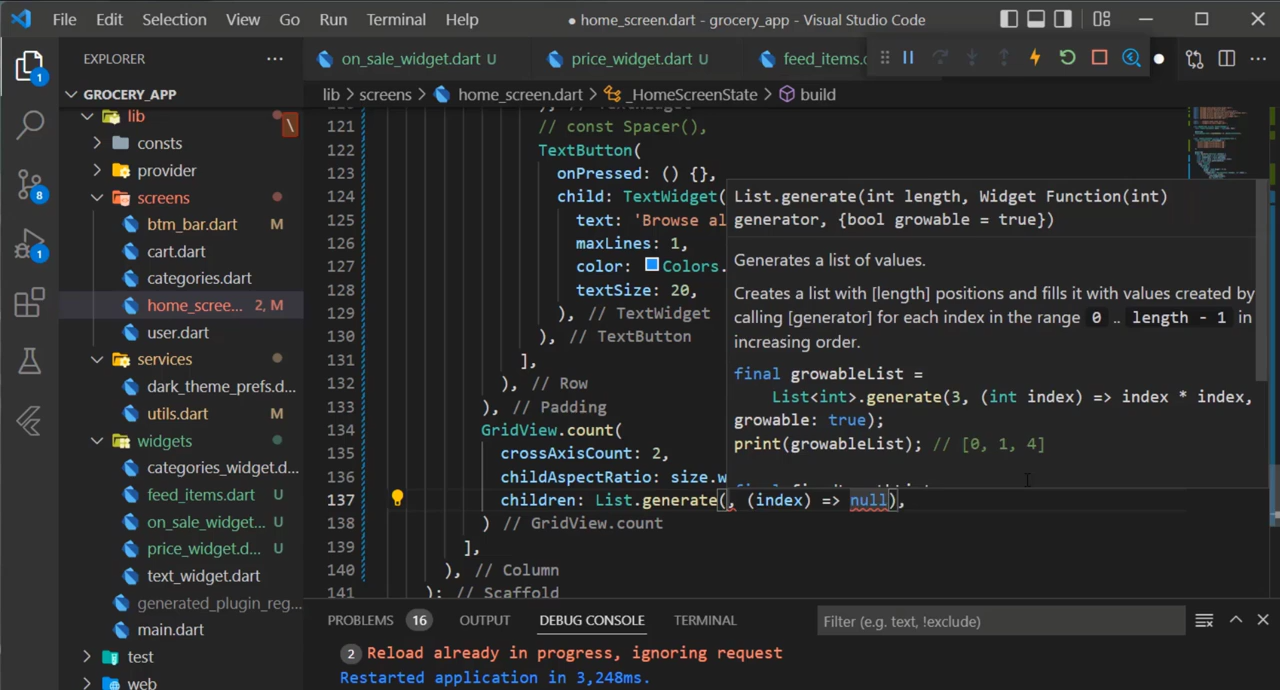 File Edit Selection View Go Run Terminal Help
● home_screen.dart - grocery_app - Visual Studio Code
EXPLORER
GROCERY_APP
lib
consts
provider
screens
btm_bar.dart M
cart.dart
categories.dart
home_scree... 2, M
user.dart
services
dark_theme_prefs.d...
utils.dart M
widgets
categories_widget.d...
feed_items.dart U
on_sale_widget... U
price_widget.d... U
text_widget.dart
generated_plugin_reg...
main.dart
test
web
1
8
1
on_sale_widget.dart U
price_widget.dart U
feed_items.c
lib > screens > home_screen.dart > _HomeScreenState > build
121 // const Spacer(),
122 TextButton(
123 onPressed: () {},
124 child: TextWidget(
125 text: 'Browse al
126 maxLines: 1,
127 color: Colors.
128 textSize: 20,
129 ), // TextWidget
130 ), // TextButton
131 ],
132 ), // Row
133 ), // Padding
134 GridView.count(
135 crossAxisCount: 2,
136 childAspectRatio: size.w
137 children: List.generate(, (index) => null),
138 ) // GridView.count
139 ],
140 ), // Column
141 ); // Scaffold
List.generate(int length, Widget Function(int)
generator, {bool growable = true})
Generates a list of values.
Creates a list with [length] positions and fills it with values created by
calling [generator] for each index in the range 0 .. length - 1 in
increasing order.
final growableList =
List<int>.generate(3, (int index) => index * index,
growable: true);
print(growableList); // [0, 1, 4]
PROBLEMS 16 OUTPUT DEBUG CONSOLE TERMINAL Filter (e.g. text, !exclude)
2 Reload already in progress, ignoring request
Restarted application in 3,248ms.